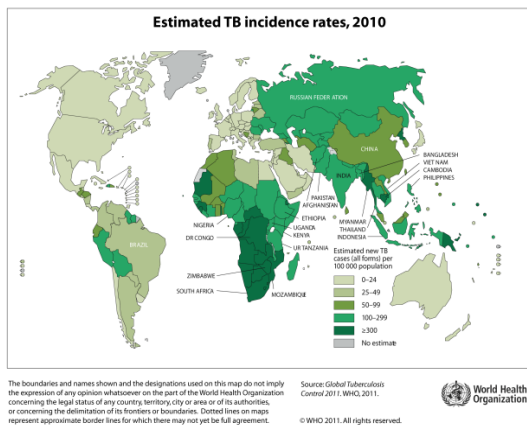 Estimated TB incidence rates, 2010
RUSSIAN FEDERATION
CHINA
BANGLADESH
VIET NAM
CAMBODIA
PHILIPPINES
INDIA
PAKISTAN
AFGHANISTAN
ETHIOPIA
NIGERIA
UGANDA
MYANMAR
KENYA
THAILAND
DR CONGO
UR TANZANIA
INDONESIA
BRAZIL
ZIMBABWE
SOUTH AFRICA
MOZAMBIQUE
Estimated new TB
cases (all forms) per
100 000 population
0–24
25–49
50–99
100–299
≥300
No estimate
The boundaries and names shown and the designations used on this map do not imply
the expression of any opinion whatsoever on the part of the World Health Organization
concerning the legal status of any country, territory, city or area or of its authorities,
or concerning the delimitation of its frontiers or boundaries. Dotted lines on maps
represent approximate border lines for which there may not yet be full agreement.
Source: Global Tuberculosis
Control 2011. WHO, 2011.
© WHO 2011. All rights reserved.
World Health
Organization